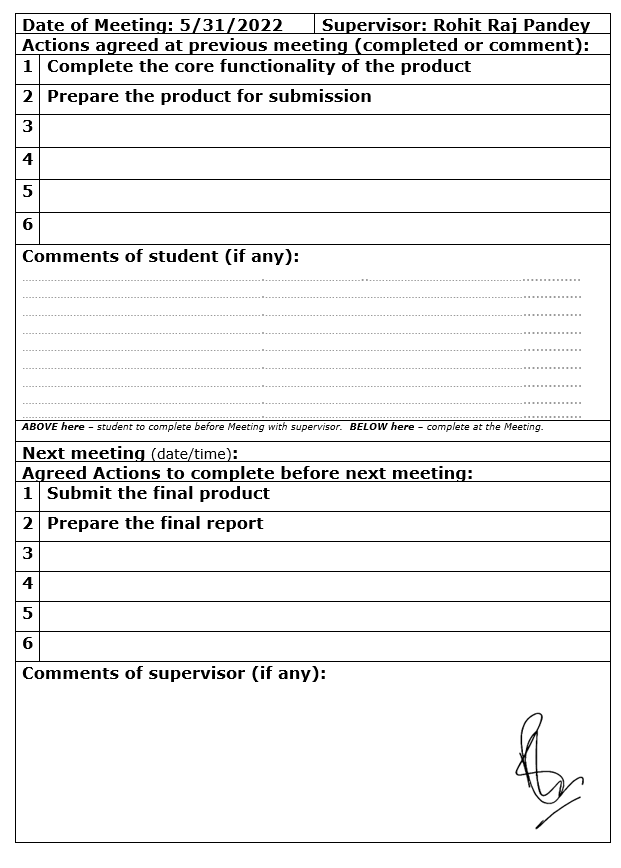 Date of Meeting: 5/31/2022 Supervisor: Rohit Raj Pandey
Actions agreed at previous meeting (completed or comment):
1 Complete the core functionality of the product
2 Prepare the product for submission
3
4
5
6
Comments of student (if any):
ABOVE here – student to complete before Meeting with supervisor. BELOW here – complete at the Meeting.
Next meeting (date/time):
Agreed Actions to complete before next meeting:
1 Submit the final product
2 Prepare the final report
3
4
5
6
Comments of supervisor (if any):